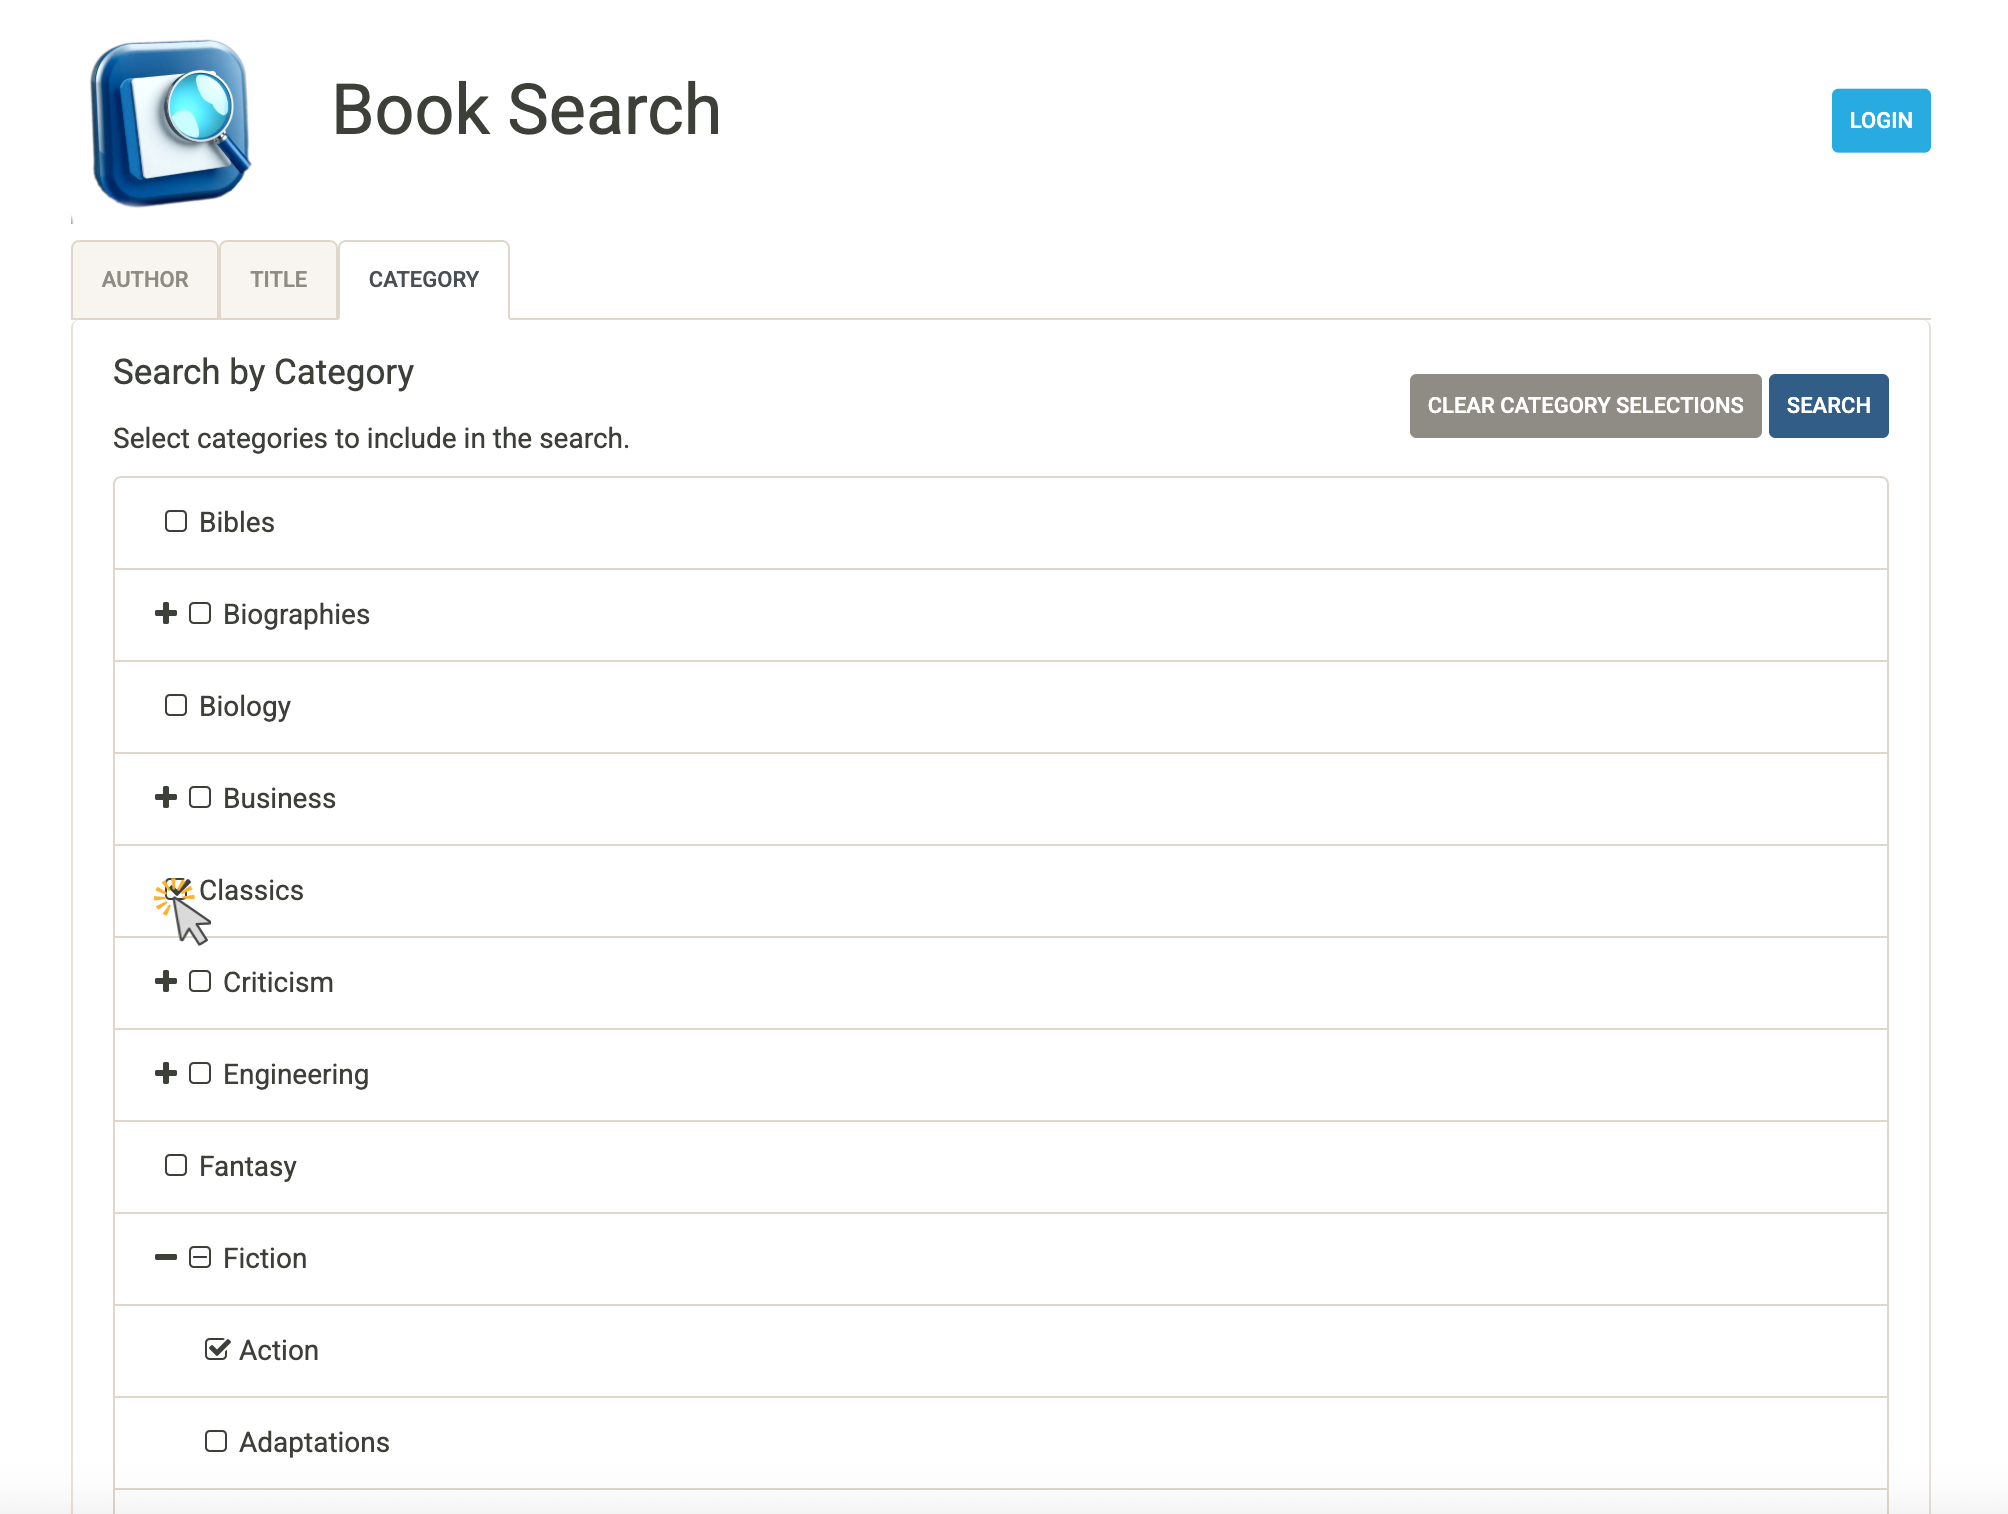 Book Search
LOGIN
AUTHOR
TITLE
CATEGORY
Search by Category
CLEAR CATEGORY SELECTIONS
SEARCH
Select categories to include in the search.
Bibles
Biographies
Biology
Business
Classics
Criticism
Engineering
Fantasy
Fiction
Action
Adaptations